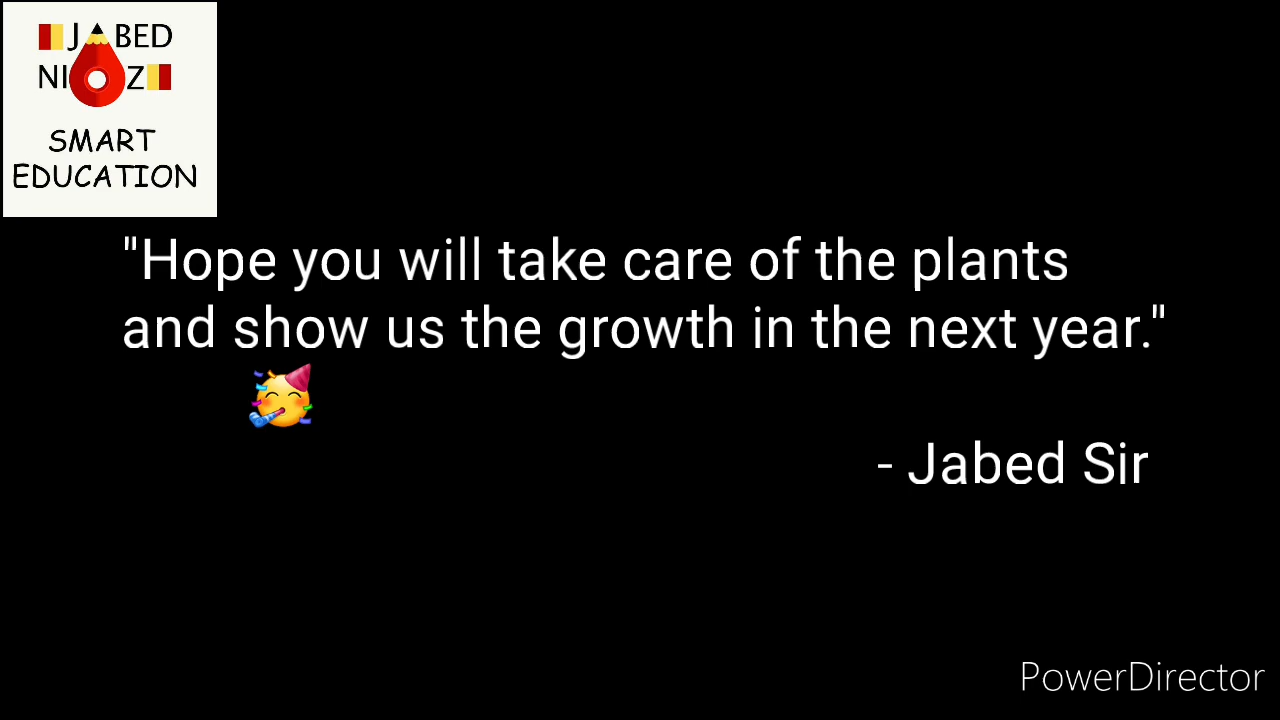 JABED
NIOZ
SMART
EDUCATION
"Hope you will take care of the plants
and show us the growth in the next year."
🥳
- Jabed Sir
PowerDirector